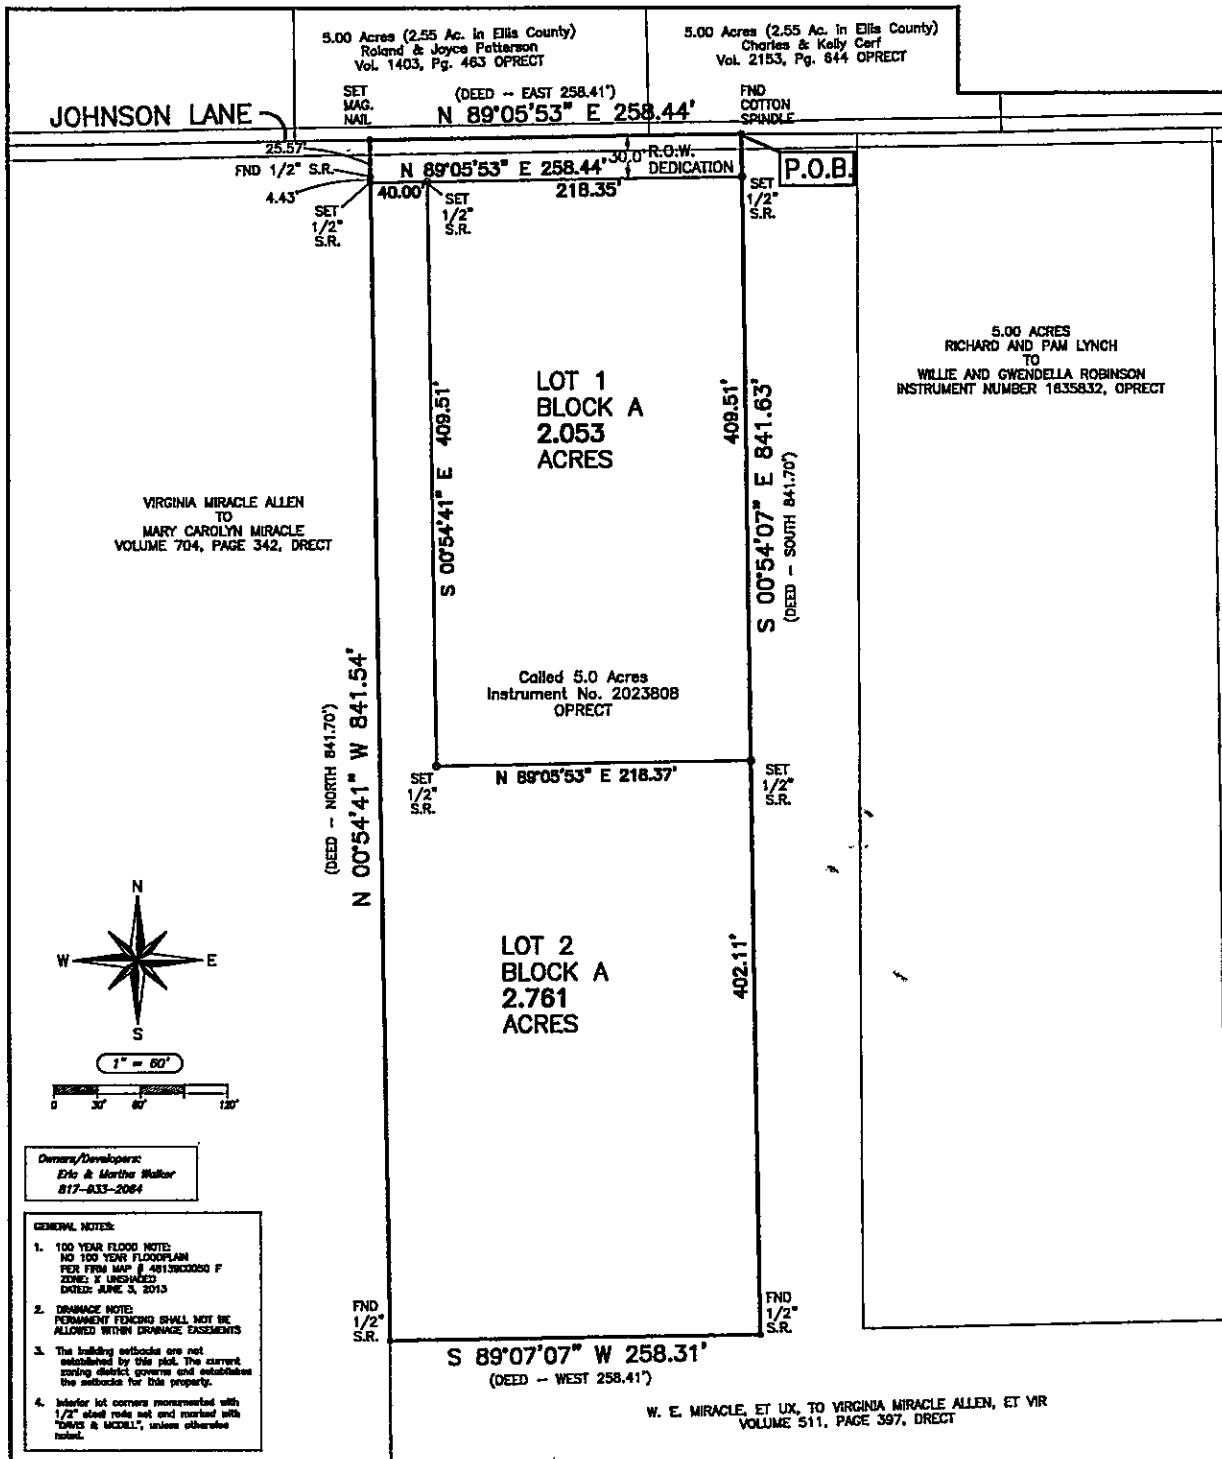 5.00 Acres (2.55 Ac. in Ellis County)
Roland & Joyce Patterson
Vol. 1403, Pg. 463 OPRECT
5.00 Acres (2.55 Ac. in Ellis County)
Charles & Kelly Cerf
Vol. 2153, Pg. 644 OPRECT
SET
MAG.
NAIL
(DEED -- EAST 258.41')
N 89°05'53" E 258.44'
FND
COTTON
SPINDLE
JOHNSON LANE
25.57'
FND 1/2" S.R.
4.43'
N 89°05'53" E 258.44'
30.0'
R.O.W.
DEDICATION
P.O.B.
40.00'
218.35'
SET
1/2"
S.R.
SET
1/2"
S.R.
SET
1/2"
S.R.
5.00 ACRES
RICHARD AND PAM LYNCH
TO
WILLIE AND GWENDELLA ROBINSON
INSTRUMENT NUMBER 1635832, OPRECT
LOT 1
BLOCK A
2.053
ACRES
S 00°54'41" E 409.51'
409.51'
S 00°54'07" E 841.63'
(DEED - SOUTH 841.70')
VIRGINIA MIRACLE ALLEN
TO
MARY CAROLYN MIRACLE
VOLUME 704, PAGE 342, DRECT
Called 5.0 Acres
Instrument No. 2023808
OPRECT
N 00°54'41" W 841.54'
(DEED - NORTH 841.70')
SET
1/2"
S.R.
N 89°05'53" E 218.37'
SET
1/2"
S.R.
N
W
E
S
LOT 2
BLOCK A
2.761
ACRES
402.11'
1" = 60'
0 30' 60' 120'
Owners/Developers:
Eric & Martha Walker
817-933-2064
GENERAL NOTES:
1. 100 YEAR FLOOD NOTE:
NO 100 YEAR FLOODPLAIN
PER FIRM MAP # 48139C0050 F
ZONE: X UNSHADED
DATED: JUNE 3, 2013
2. DRAINAGE NOTE:
PERMANENT FENCING SHALL NOT BE
ALLOWED WITHIN DRAINAGE EASEMENTS
3. The building setbacks are not
established by this plat. The current
zoning district governs and establishes
the setbacks for this property.
4. Interior lot corners monumented with
1/2" steel rods set and marked with
"DAVIS & MCDILL", unless otherwise
noted.
FND
1/2"
S.R.
FND
1/2"
S.R.
S 89°07'07" W 258.31'
(DEED -- WEST 258.41')
W. E. MIRACLE, ET UX, TO VIRGINIA MIRACLE ALLEN, ET VIR
VOLUME 511, PAGE 397, DRECT